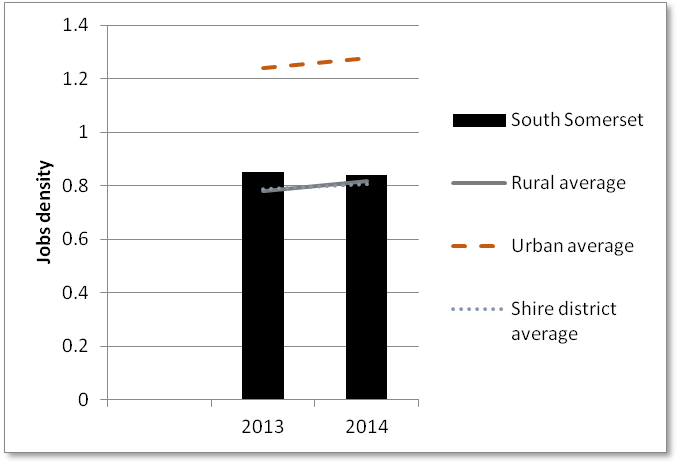 1.4
1.2
1
0.8
0.6
0.4
0.2
0
Jobs density
2013
2014
South Somerset
Rural average
Urban average
Shire district
average